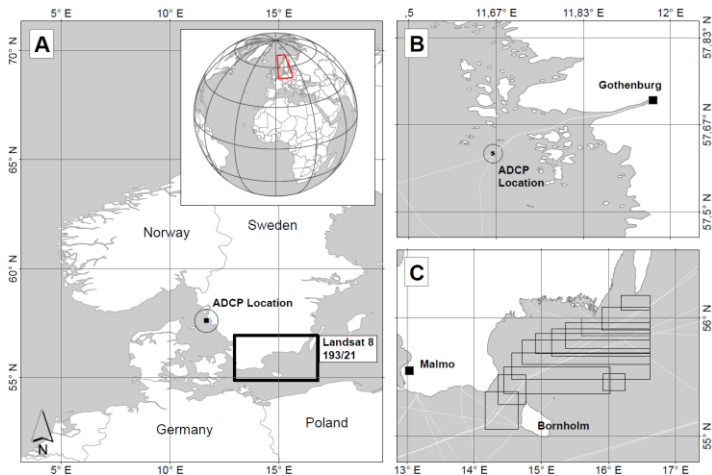 5° E
10° E
15°E
A
70° N
65° N
60° N
55° N
Norway
Sweden
ADCP Location
Landsat 8
193/21
Germany
Poland
N
5° E
10° E
15° E
.5
11,67° E
11,83° E
12° E
B
57.83° N
57.67° N
57.5° N
Gothenburg
ADCP
Location
C
56° N
55° N
Malmo
Bornholm
13°
14°
15°
16°
17°